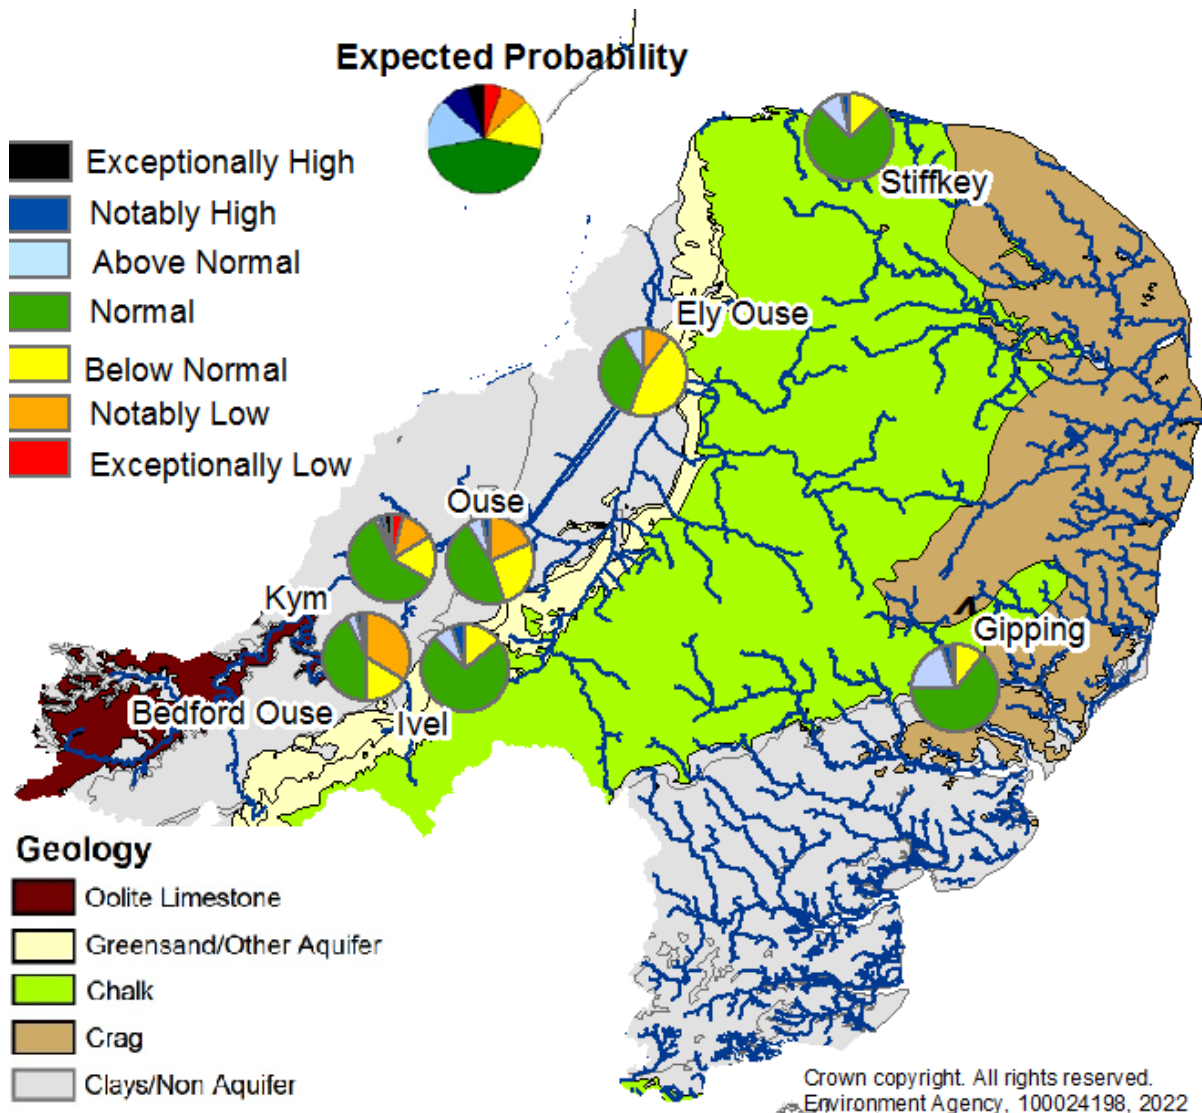 Expected Probability
Exceptionally High
Notably High
Above Normal
Normal
Below Normal
Notably Low
Exceptionally Low
Stiffkey
Ely Ouse
Ouse
Kym
Gipping
Bedford Ouse
Ivel
Geology
Oolite Limestone
Greensand/Other Aquifer
Chalk
Crag
Clays/Non Aquifer
Crown copyright. All rights reserved.
Environment Agency, 100024198, 2022